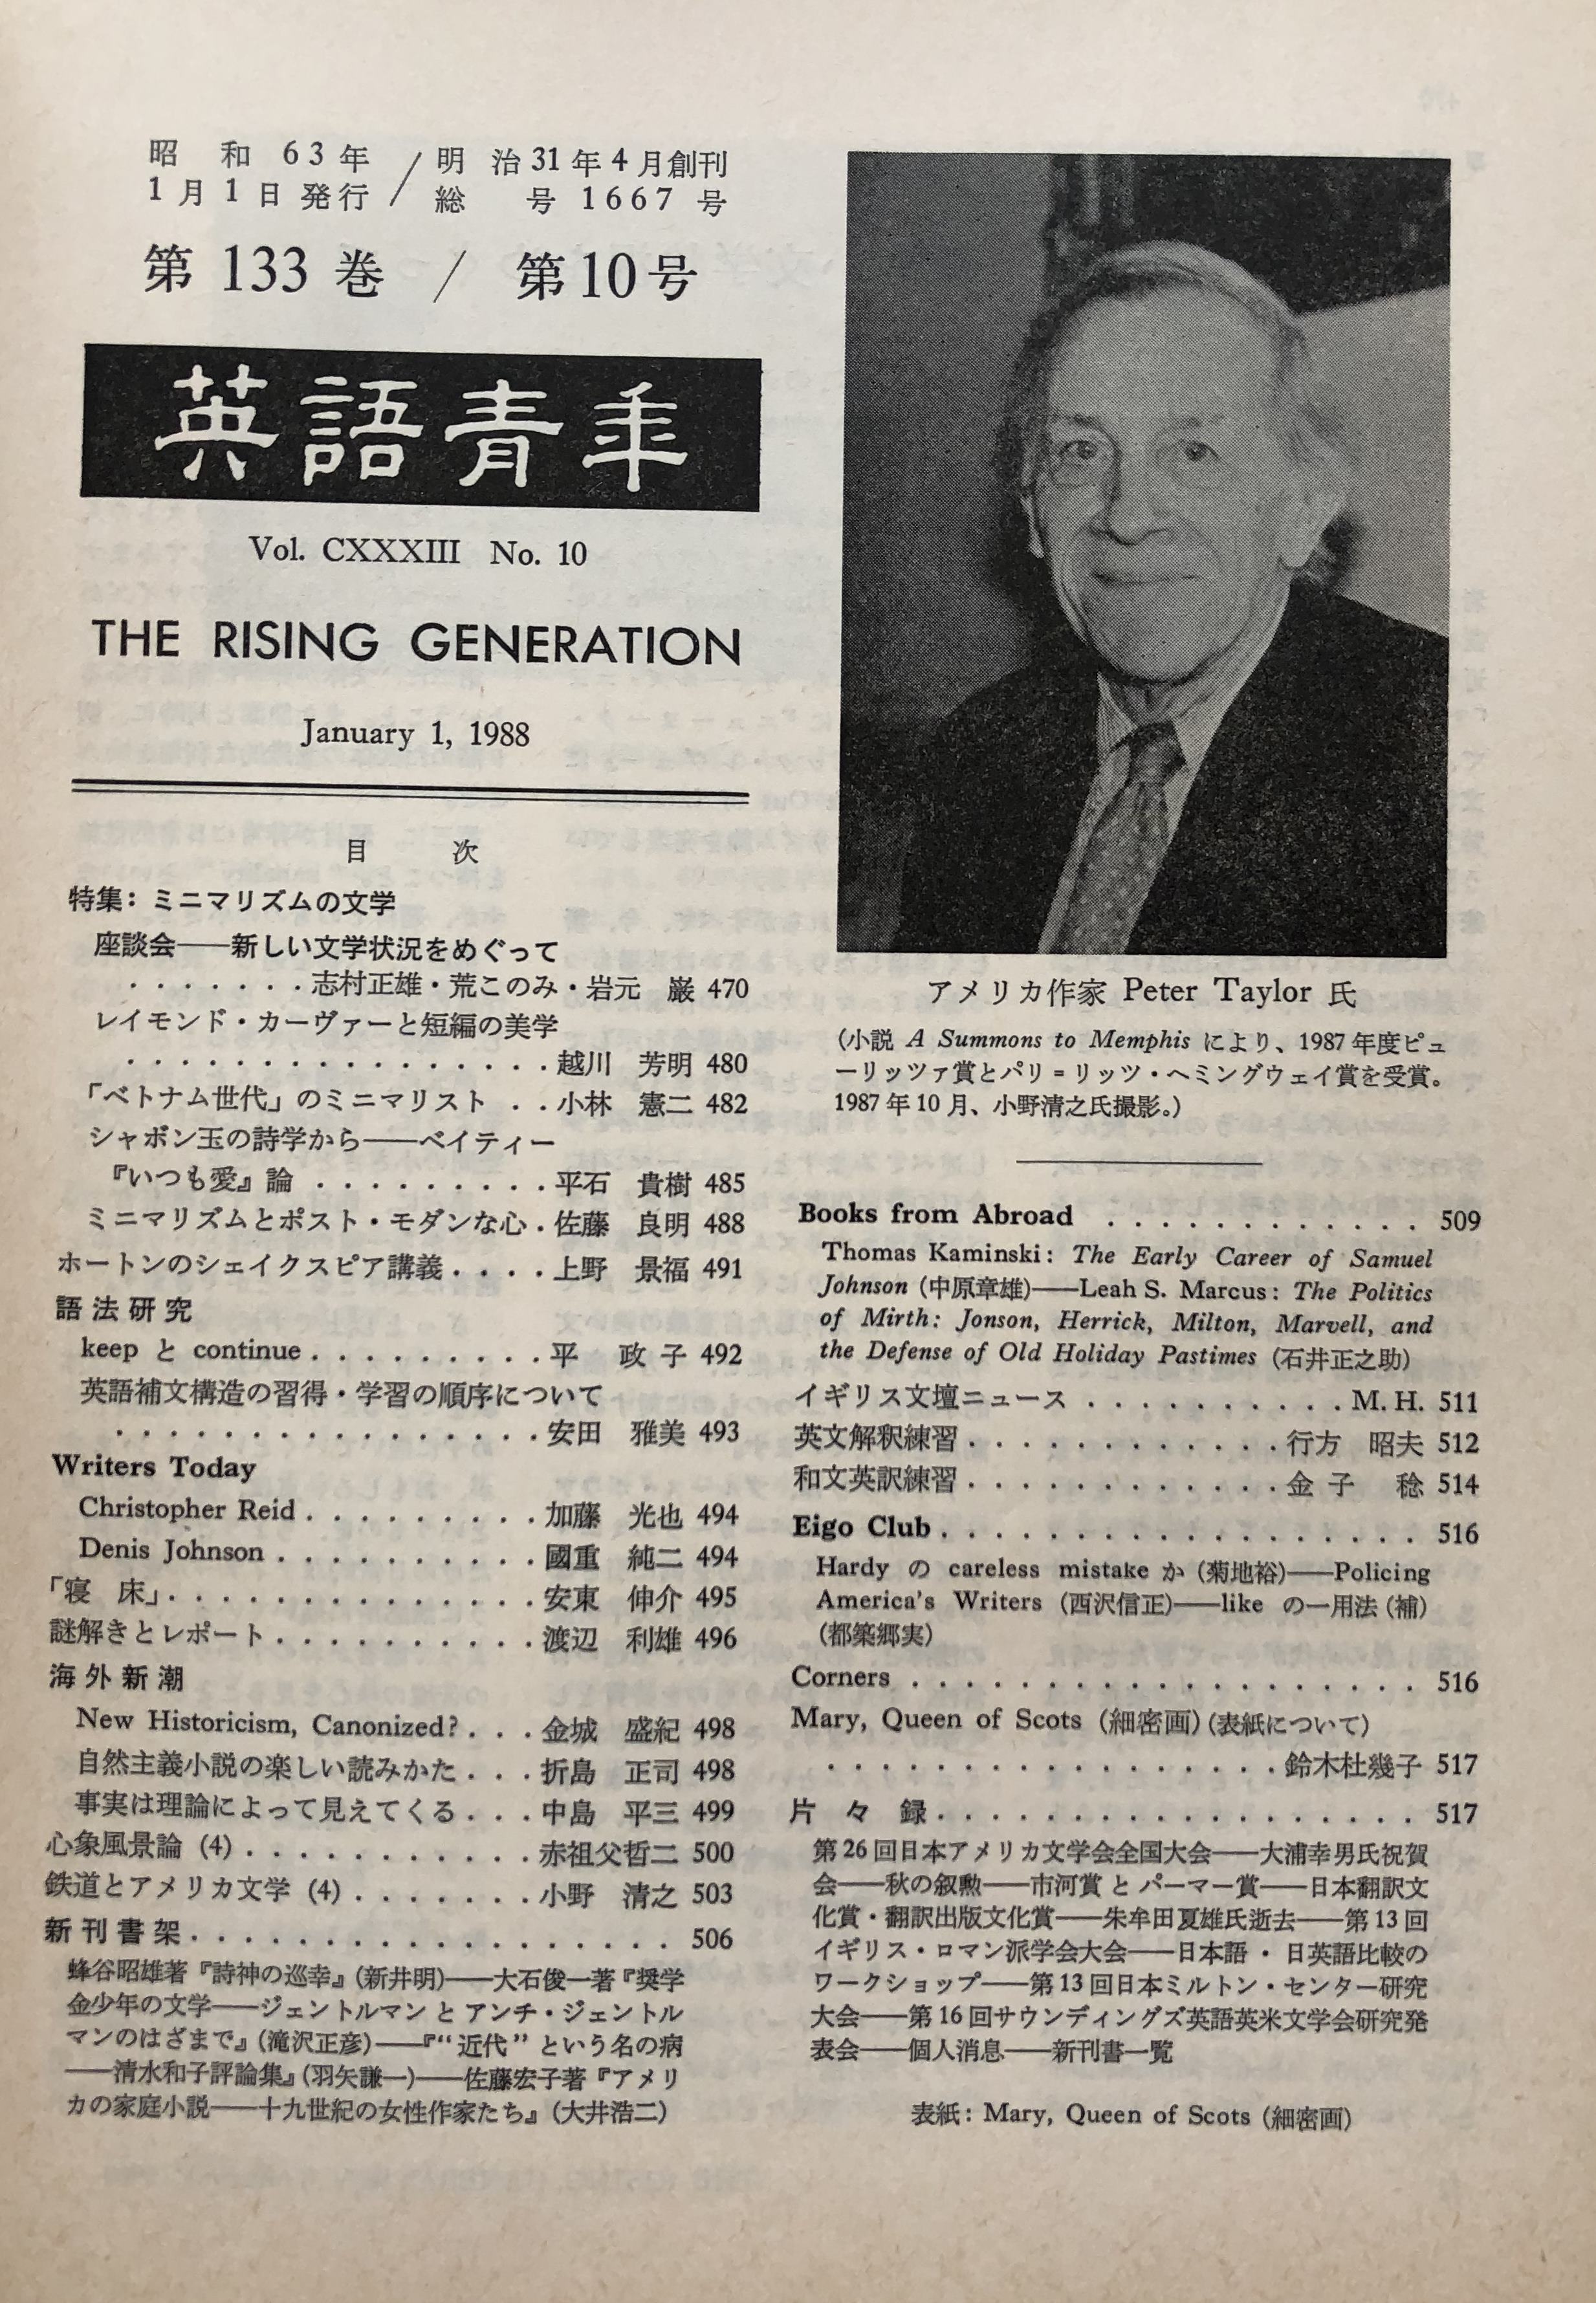 昭和63年
1月1日発行
/
明治31年4月創刊
総号1667号
第133巻 / 第10号
英語青年
Vol. CXXXIII No. 10
THE RISING GENERATION
January 1, 1988
目次
特集：ミニマリズムの文学
座談会――新しい文学状況をめぐって
.......志村正雄・荒このみ・岩元 巌 470
レイモンド・カーヴァーと短編の美学
................越川 芳明 480
「ベトナム世代」のミニマリスト ..小林 憲二 482
シャボン玉の詩学から――ベイティー
『いつも愛』論 .........平石 貴樹 485
ミニマリズムとポスト・モダンな心.佐藤 良明 488
ホートンのシェイクスピア講義....上野 景福 491
語法研究
keep と continue.........平 政子 492
英語補文構造の習得・学習の順序について
................安田 雅美 493
Writers Today
Christopher Reid.........加藤 光也 494
Denis Johnson..........國重 純二 494
「寝 床」..............安東 伸介 495
謎解きとレポート..........渡辺 利雄 496
海外新潮
New Historicism, Canonized?...金城 盛紀 498
自然主義小説の楽しい読みかた...折島 正司 498
事実は理論によって見えてくる...中島 平三 499
心象風景論 (4)...........赤祖父哲二 500
鉄道とアメリカ文学 (4).......小野 清之 503
新刊書架.................. 506
蜂谷昭雄著『詩神の巡幸』(新井明)――大石俊一著『奨学
金少年の文学――ジェントルマンとアンチ・ジェントル
マンのはざまで』(滝沢正彦)――『“近代”という名の病
――清水和子評論集』(羽矢謙一)――佐藤宏子著『アメリ
カの家庭小説――十九世紀の女性作家たち』(大井浩二)
アメリカ作家 Peter Taylor 氏
(小説 A Summons to Memphis により、1987年度ピュ
ーリッツァ賞とパリ＝リッツ・ヘミングウェイ賞を受賞。
1987年10月、小野清之氏撮影。)
Books from Abroad ............ 509
Thomas Kaminski: The Early Career of Samuel
Johnson (中原章雄)――Leah S. Marcus: The Politics
of Mirth: Jonson, Herrick, Milton, Marvell, and
the Defense of Old Holiday Pastimes (石井正之助)
イギリス文壇ニュース..........M. H. 511
英文解釈練習............行方 昭夫 512
和文英訳練習............金子 稔 514
Eigo Club.................. 516
Hardy の careless mistake か (菊地裕)――Policing
America's Writers (西沢信正)――like の一用法(補)
(都築郷実)
Corners ................... 516
Mary, Queen of Scots (細密画)(表紙について)
.................鈴木杜幾子 517
片々録.................. 517
第26回日本アメリカ文学会全国大会――大浦幸男氏祝賀
会――秋の叙勲――市河賞とパーマー賞――日本翻訳文
化賞・翻訳出版文化賞――朱牟田夏雄氏逝去――第13回
イギリス・ロマン派学会大会――日本語・日英語比較の
ワークショップ――第13回日本ミルトン・センター研究
大会――第16回サウンディングズ英語英米文学会研究発
表会――個人消息――新刊書一覧
表紙：Mary, Queen of Scots (細密画)